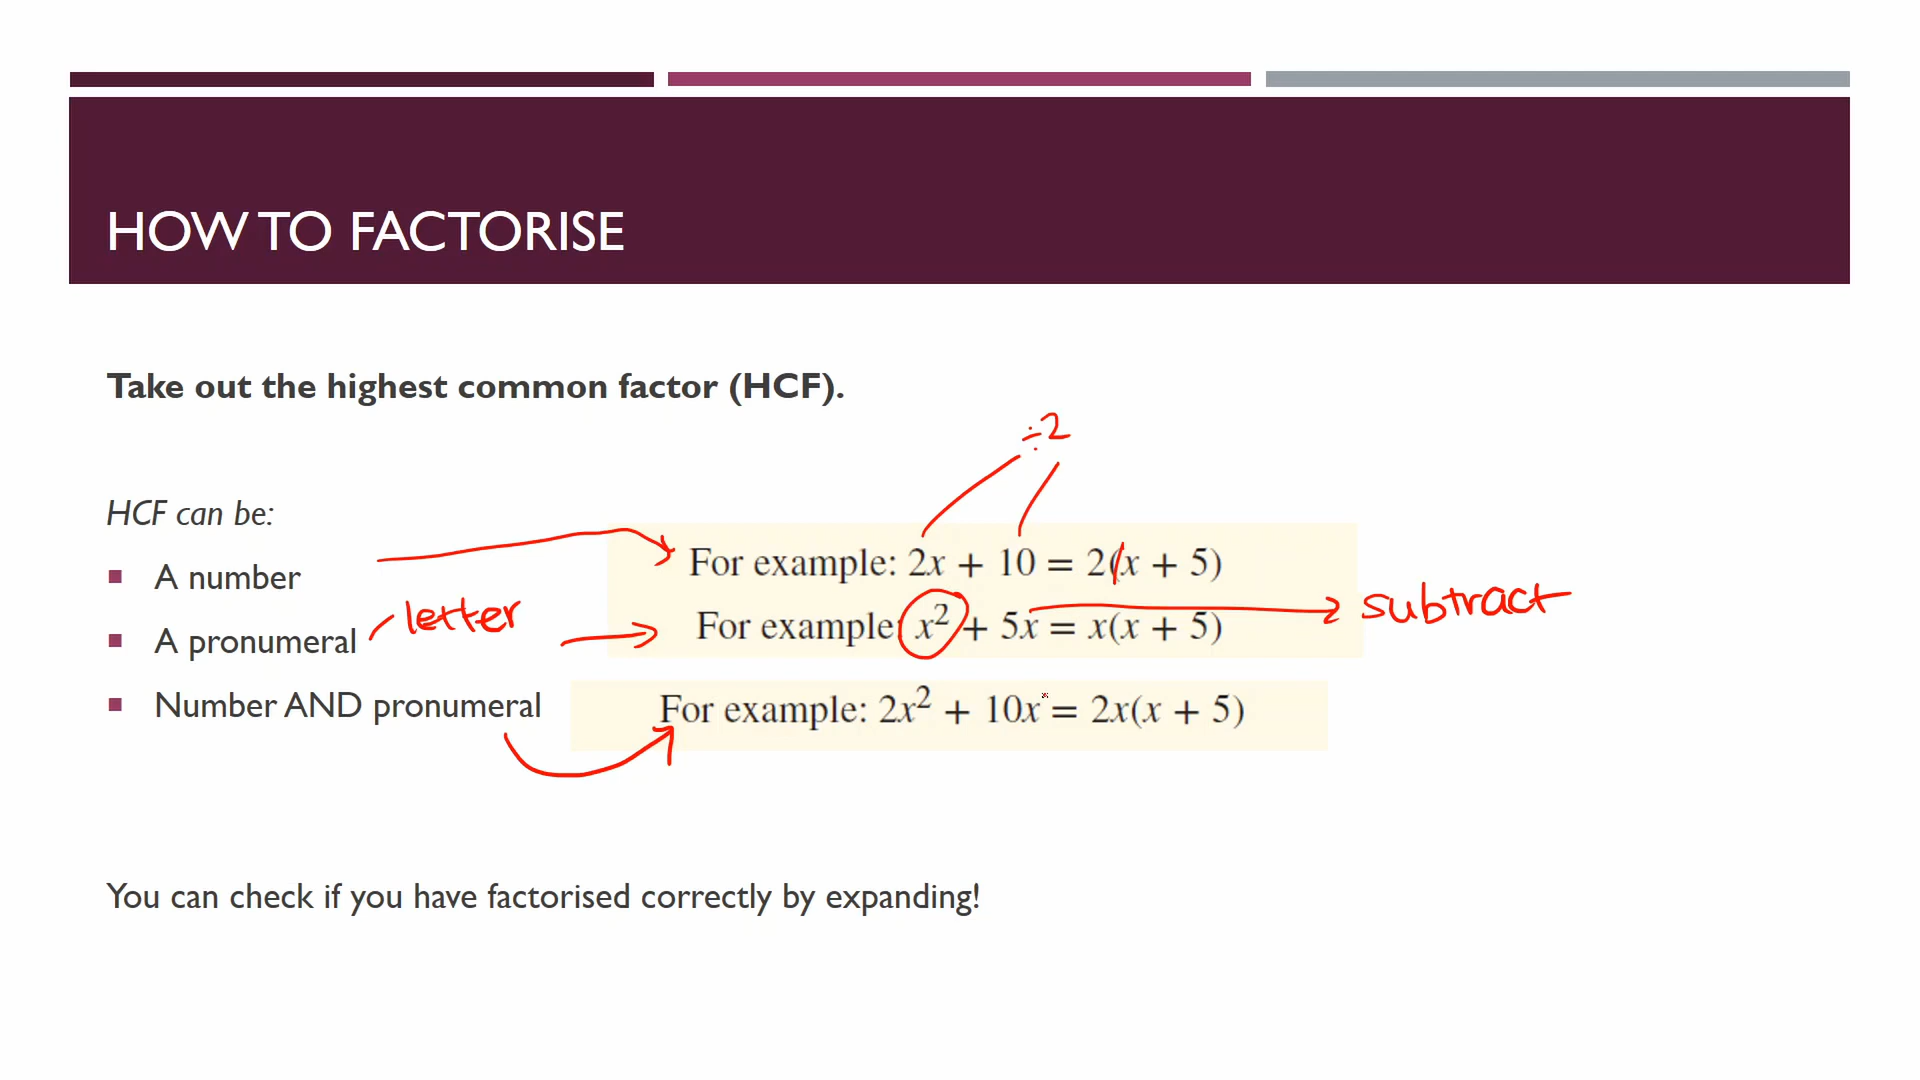 HOW TO FACTORISE
Take out the highest common factor (HCF).
÷2
HCF can be:
For example: 2x + 10 = 2(x + 5)
A number
letter
subtract
For example: x² + 5x = x(x + 5)
A pronumeral
Number AND pronumeral
For example: 2x² + 10x = 2x(x + 5)
You can check if you have factorised correctly by expanding!